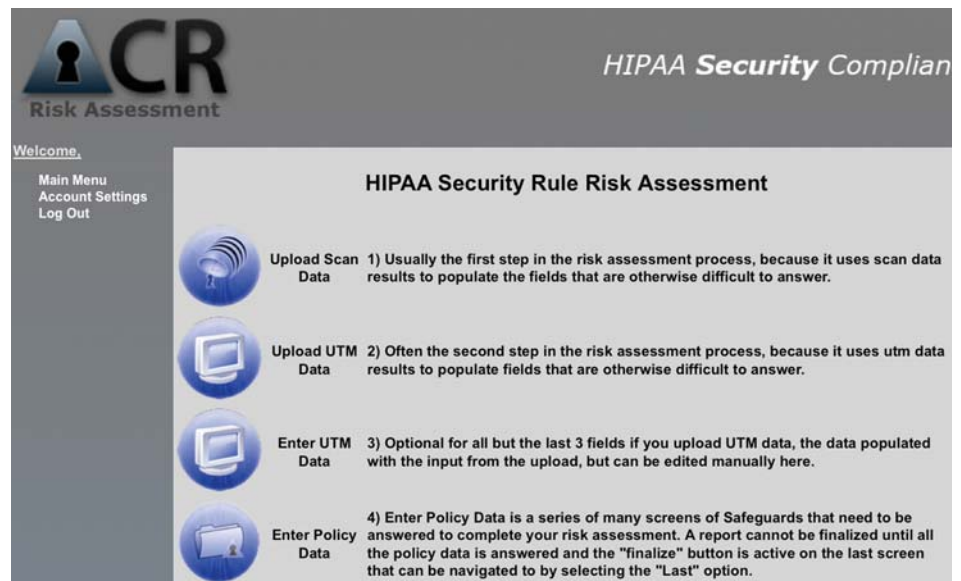 ACR
Risk Assessment
HIPAA Security Complian
Welcome,
Main Menu
Account Settings
Log Out
HIPAA Security Rule Risk Assessment
Upload Scan
Data
1) Usually the first step in the risk assessment process, because it uses scan data
results to populate the fields that are otherwise difficult to answer.
Upload UTM
Data
2) Often the second step in the risk assessment process, because it uses utm data
results to populate fields that are otherwise difficult to answer.
Enter UTM
Data
3) Optional for all but the last 3 fields if you upload UTM data, the data populated
with the input from the upload, but can be edited manually here.
Enter Policy
Data
4) Enter Policy Data is a series of many screens of Safeguards that need to be
answered to complete your risk assessment. A report cannot be finalized until all
the policy data is answered and the "finalize" button is active on the last screen
that can be navigated to by selecting the "Last" option.